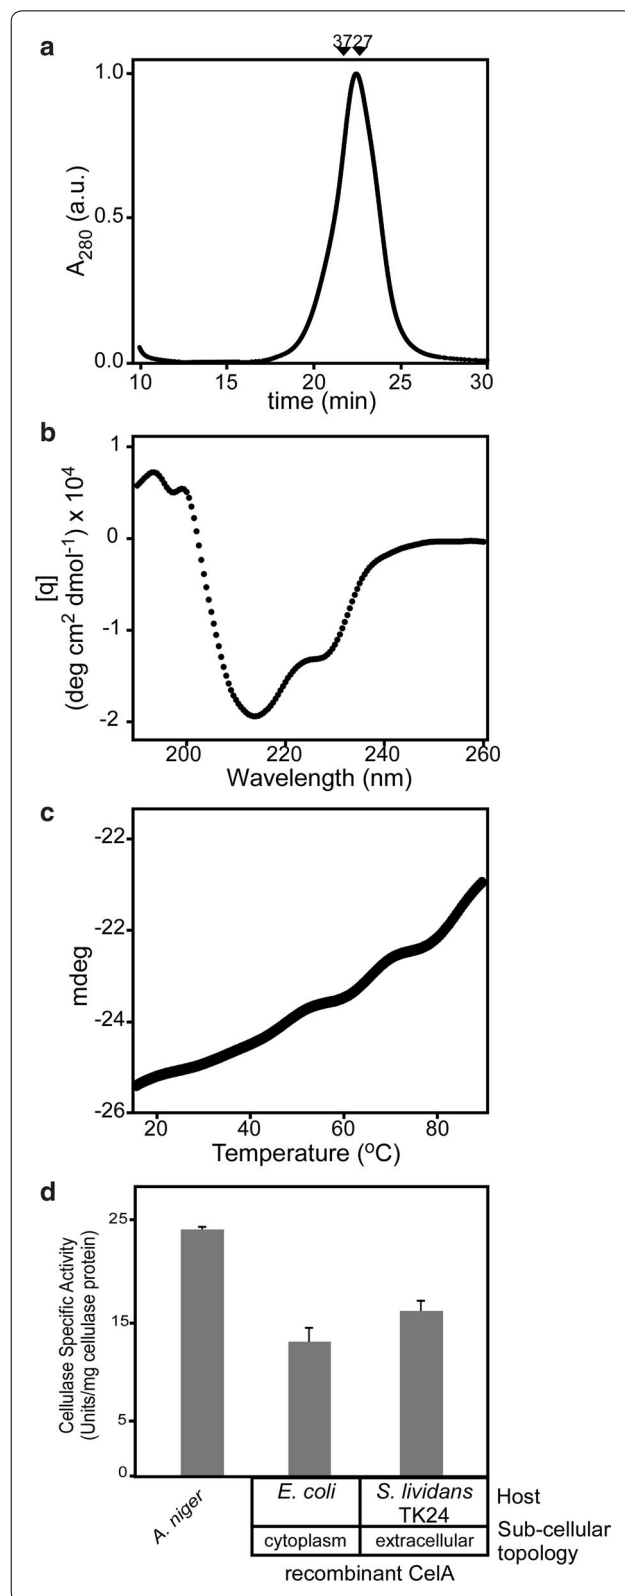 a
3727
1.0
0.5
0.0
A280 (a.u.)
10 15 20 25 30
time (min)
b
1
0
-1
-2
[q]
(deg cm2 dmol-1) x 104
200 220 240 260
Wavelength (nm)
c
-22
-22
-24
-26
mdeg
20 40 60 80
Temperature (oC)
d
25
15
5
0
Cellulase Specific Activity
(Units/mg cellulase protein)
A. niger
E. coli
S. lividans
TK24
Host
cytoplasm
extracellular
Sub-cellular
topology
recombinant CelA